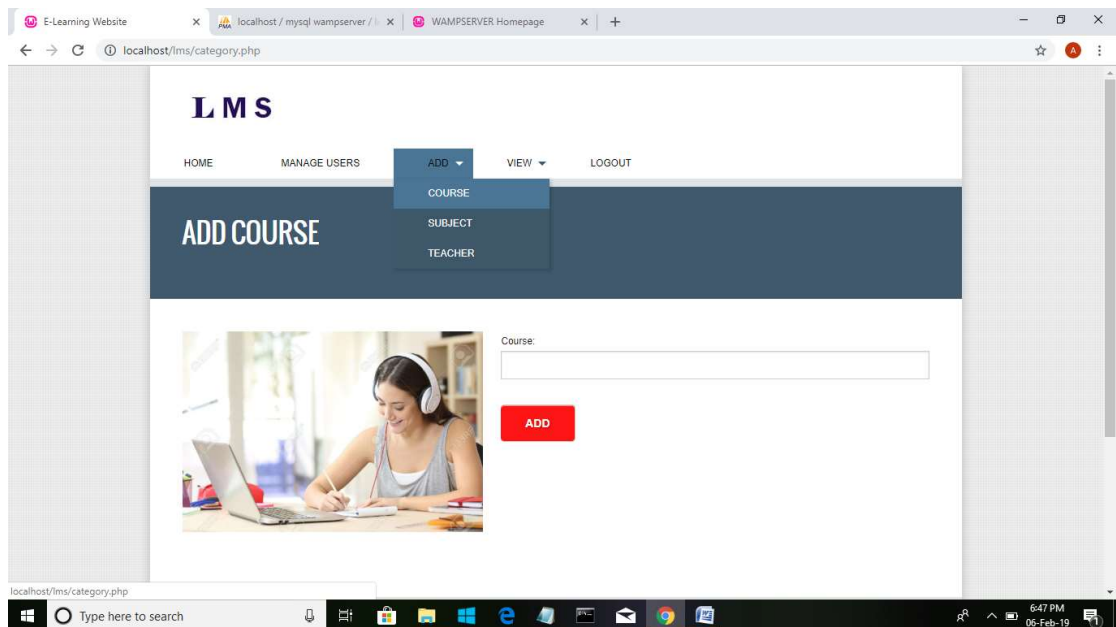 E-Learning Website
localhost / mysql wampserver /
WAMPSERVER Homepage
localhost/lms/category.php
A
L M S
HOME MANAGE USERS ADD VIEW LOGOUT
COURSE
SUBJECT
TEACHER
ADD COURSE
Course:
ADD
localhost/lms/category.php
Type here to search
6:47 PM
06-Feb-19